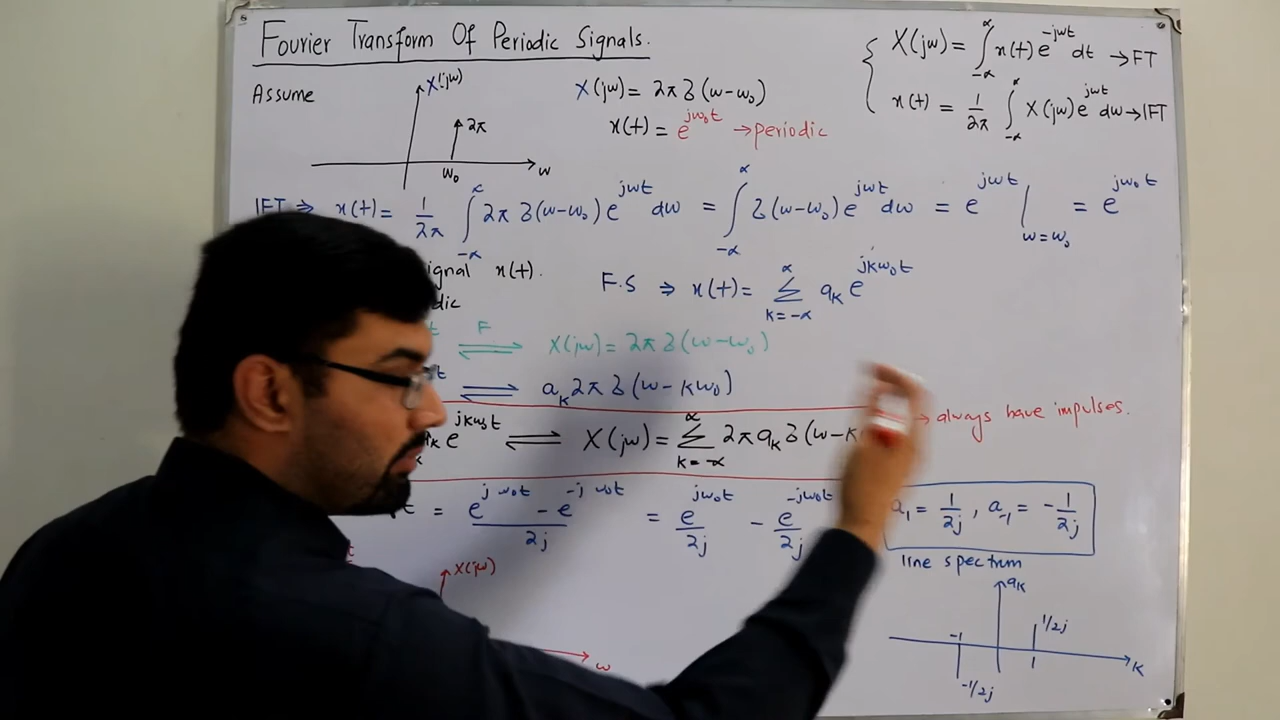 Fourier Transform Of Periodic Signals.
X(jω) = ∫_{-∝}^{∝} x(t) e^{-jωt} dt → FT
x(t) = 1/2π ∫_{-∝}^{∝} X(jω) e^{jωt} dω → IFT
Assume
X(jω)
2π
ω₀
ω
X(jω) = 2π δ(ω-ω₀)
x(t) = e^{jω₀t} → periodic
IFT ⇒ x(t) = 1/2π ∫_{-∝}^{∝} 2π δ(ω-ω₀) e^{jωt} dω = ∫_{-∝}^{∝} δ(ω-ω₀) e^{jωt} dω = e^{jωt} |_{ω=ω₀} = e^{jω₀t}
ignal x(t).
dic
F.S ⇒ x(t) = Σ_{k=-∝}^{∝} a_k e^{jkω₀t}
t F ⇌ X(jω) = 2π δ(ω-ω₀)
⇌ a_k 2π δ(ω-kω₀)
a_k e^{jkω₀t} ⇌ X(jω) = Σ_{k=-∝}^{∝} 2π a_k δ(ω-k
→ always have impulses.
t = (e^{jω₀t} - e^{-jω₀t})/2j = e^{jω₀t}/2j - e^{-jω₀t}/2j
a₁ = 1/2j , a₋₁ = -1/2j
line spectrum
X(jω)
ω
a_k
1/2j
-1
1
-1/2j
k